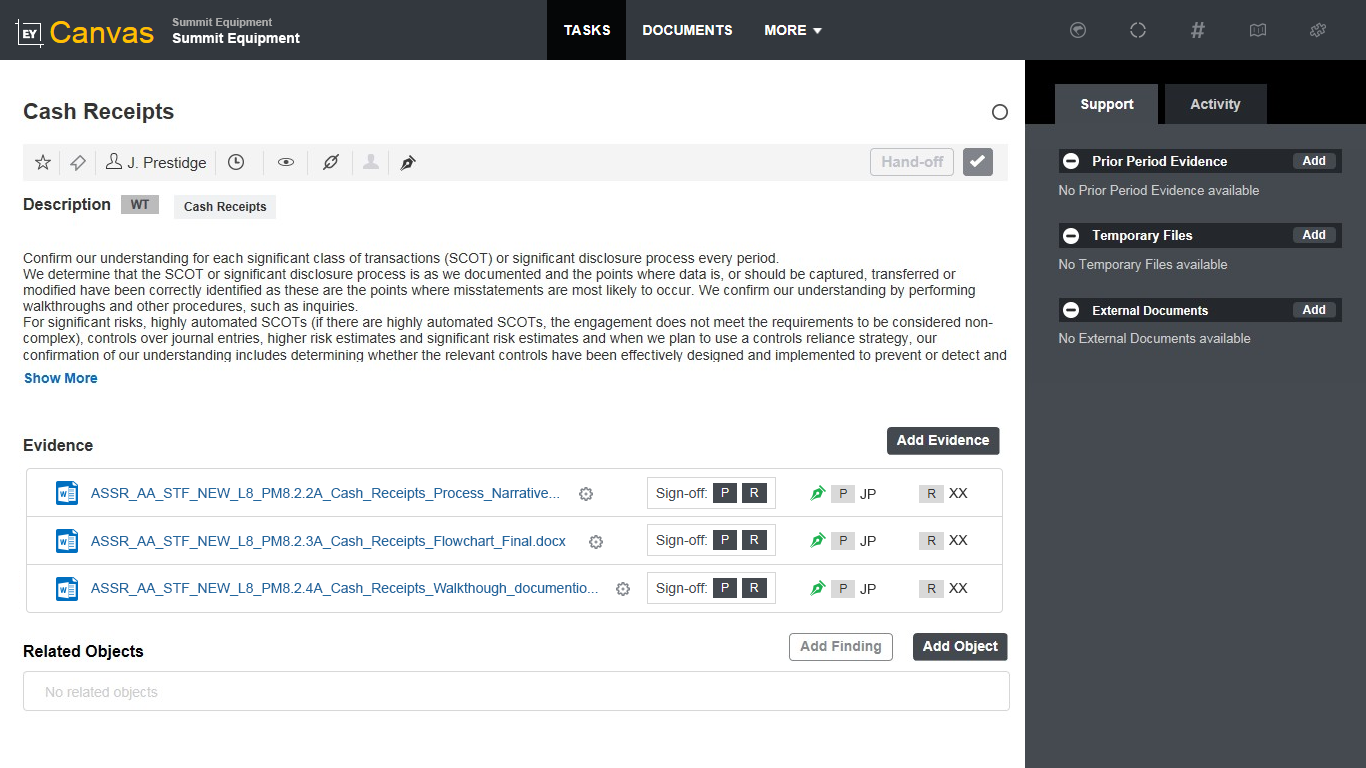 EY Canvas
Summit Equipment
Summit Equipment
TASKS DOCUMENTS MORE
#
Cash Receipts
J. Prestidge Hand-off
Description WT Cash Receipts
Confirm our understanding for each significant class of transactions (SCOT) or significant disclosure process every period.
We determine that the SCOT or significant disclosure process is as we documented and the points where data is, or should be captured, transferred or
modified have been correctly identified as these are the points where misstatements are most likely to occur. We confirm our understanding by performing
walkthroughs and other procedures, such as inquiries.
For significant risks, highly automated SCOTs (if there are highly automated SCOTs, the engagement does not meet the requirements to be considered non-
complex), controls over journal entries, higher risk estimates and significant risk estimates and when we plan to use a controls reliance strategy, our
confirmation of our understanding includes determining whether the relevant controls have been effectively designed and implemented to prevent or detect and
Show More
Evidence Add Evidence
ASSR_AA_STF_NEW_L8_PM8.2.2A_Cash_Receipts_Process_Narrative... Sign-off: P R P JP R XX
ASSR_AA_STF_NEW_L8_PM8.2.3A_Cash_Receipts_Flowchart_Final.docx Sign-off: P R P JP R XX
ASSR_AA_STF_NEW_L8_PM8.2.4A_Cash_Receipts_Walkthough_documentio... Sign-off: P R P JP R XX
Related Objects Add Finding Add Object
No related objects
Support Activity
Prior Period Evidence Add
No Prior Period Evidence available
Temporary Files Add
No Temporary Files available
External Documents Add
No External Documents available